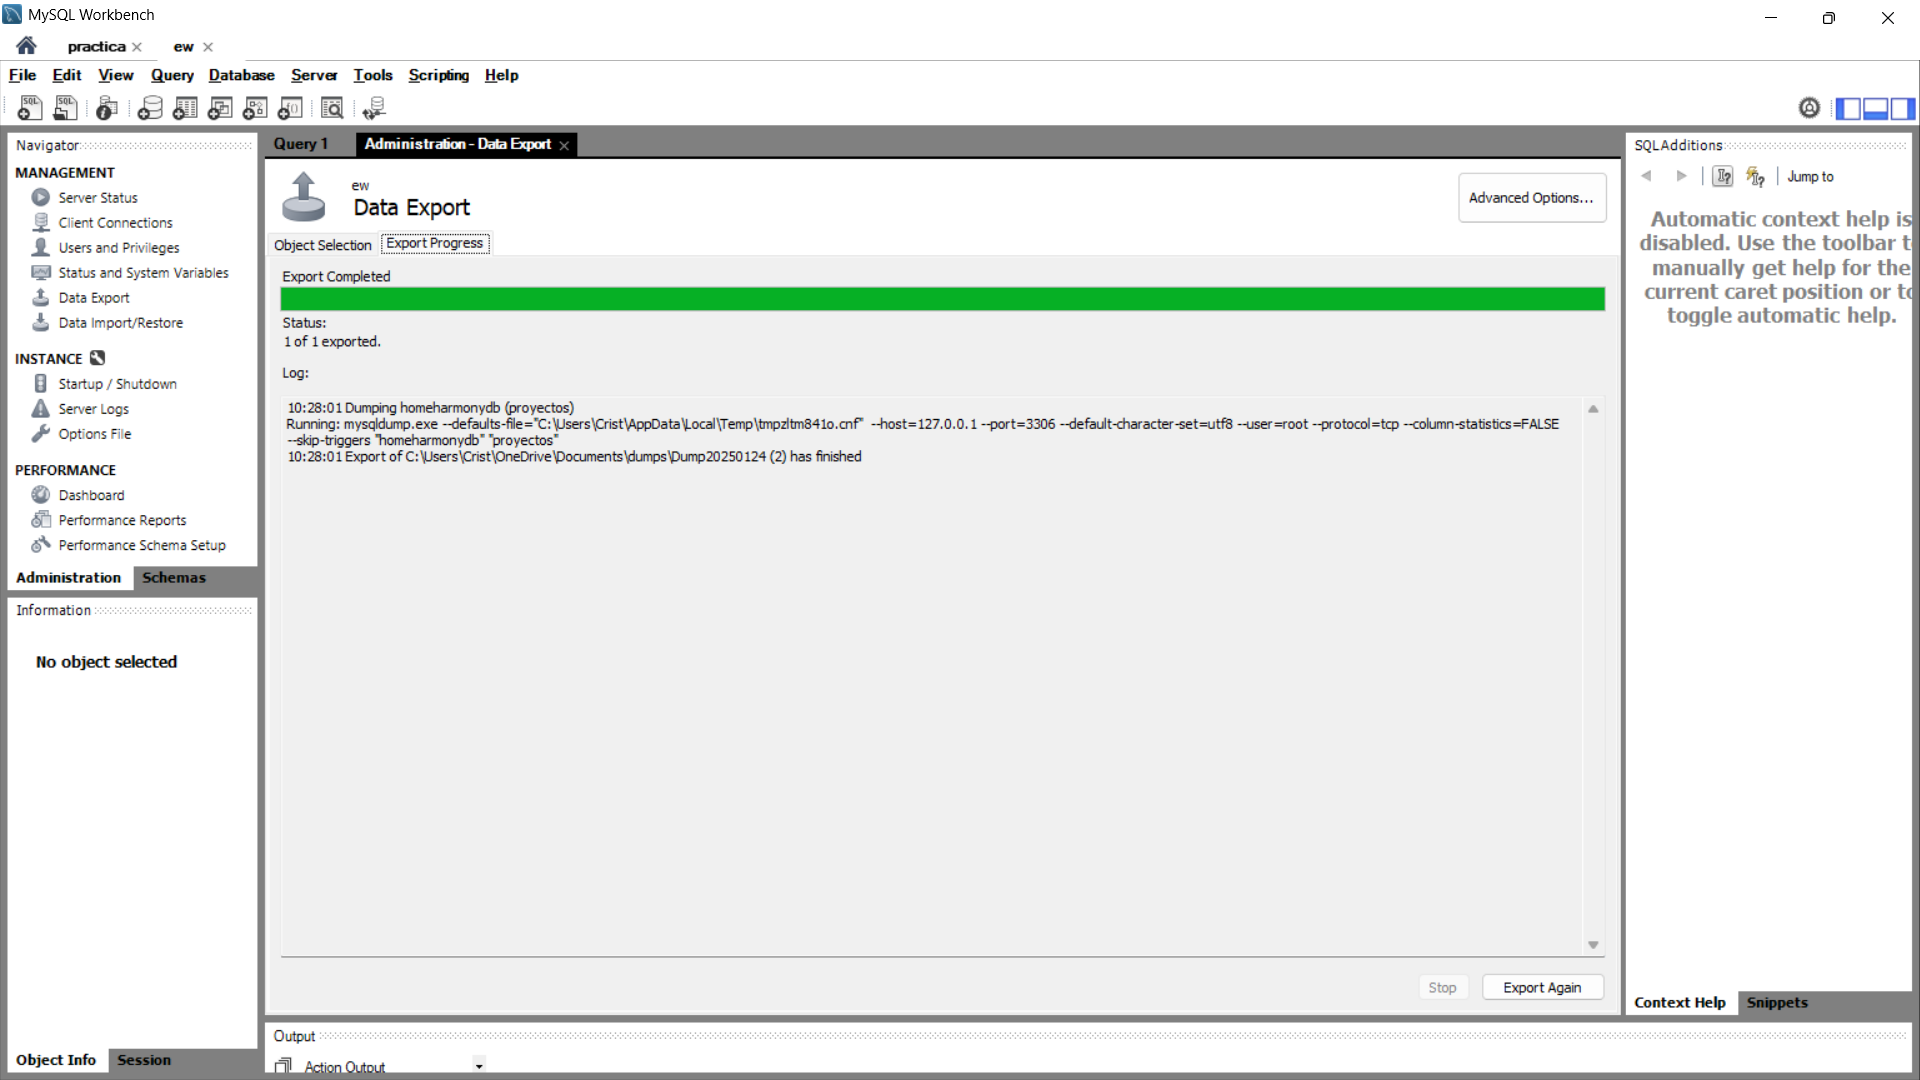 MySQL Workbench
practica
ew
File Edit View Query Database Server Tools Scripting Help
Navigator
MANAGEMENT
Server Status
Client Connections
Users and Privileges
Status and System Variables
Data Export
Data Import/Restore
INSTANCE
Startup / Shutdown
Server Logs
Options File
PERFORMANCE
Dashboard
Performance Reports
Performance Schema Setup
Administration Schemas
Information
No object selected
Object Info Session
Query 1 Administration - Data Export
ew
Data Export
Advanced Options...
Object Selection Export Progress
Export Completed
Status:
1 of 1 exported.
Log:
10:28:01 Dumping homeharmonydb (proyectos)
Running: mysqldump.exe --defaults-file="C:\Users\Crist\AppData\Local\Temp\tmpzltm841o.cnf" --host=127.0.0.1 --port=3306 --default-character-set=utf8 --user=root --protocol=tcp --column-statistics=FALSE
--skip-triggers "homeharmonydb" "proyectos"
10:28:01 Export of C:\Users\Crist\OneDrive\Documents\dumps\Dump20250124 (2) has finished
Stop Export Again
Output
Action Output
SQLAdditions
Jump to
Automatic context help is
disabled. Use the toolbar t
manually get help for the
current caret position or to
toggle automatic help.
Context Help Snippets